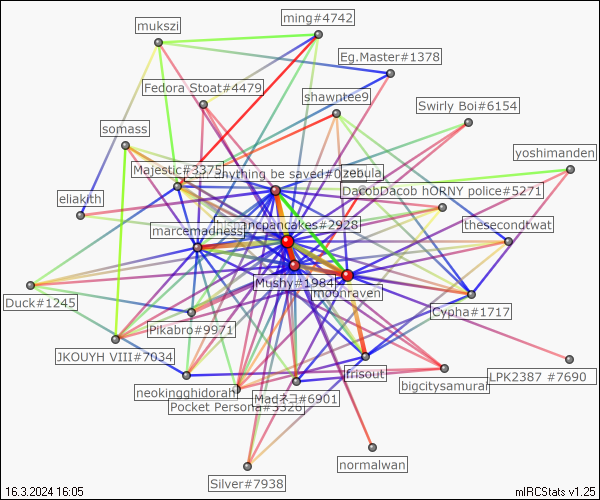 mukszi
ming#4742
Eg.Master#1378
Fedora Stoat#4479
shawntee9
Swirly Boi#6154
somass
yoshimanden
Majestic#3375
anything be saved#0
zebula
DacobDacob hORNY police#5271
eliakith
marcemadness
pancakes#2928
thesecondtwat
Mushy#1984
moonraven
Duck#1245
Cypha#1717
Pikabro#9971
JKOUYH VIII#7034
frisout
LPK2387 #7690
neokingghidorah
bigcitysamurai
Madネコ#6901
Pocket Persona#3326
normalwan
Silver#7938
16.3.2024 16:05
mIRCStats v1.25